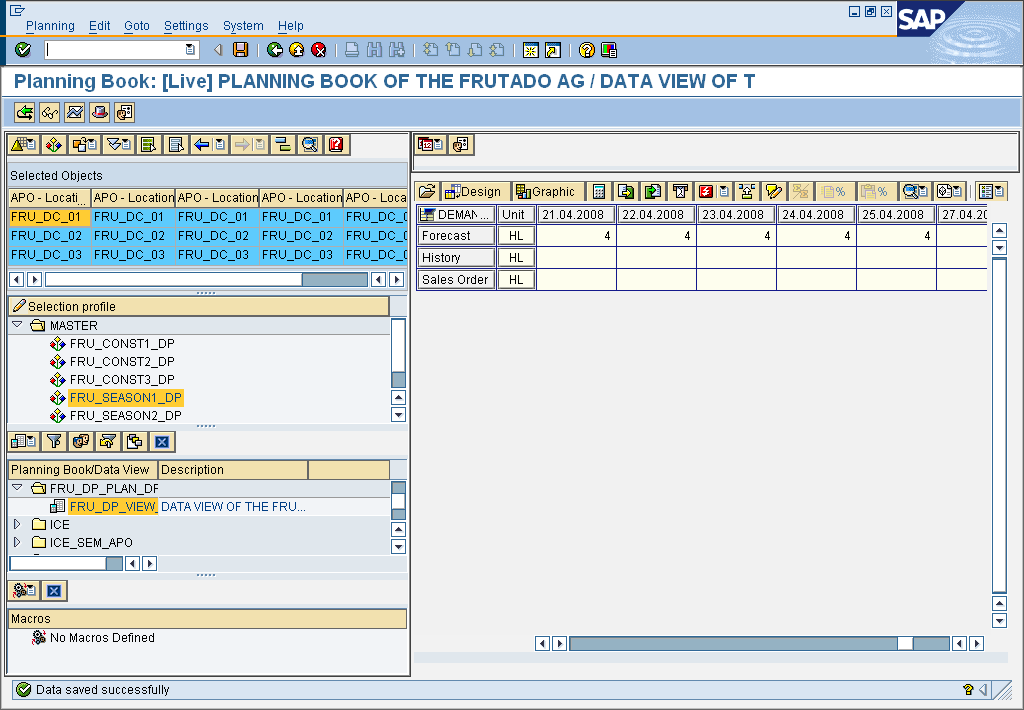 Planning Edit Goto Settings System Help
SAP
Planning Book: [Live] PLANNING BOOK OF THE FRUTADO AG / DATA VIEW OF T
Selected Objects
APO - Locati... APO - Location APO - Location APO - Location APO - Loca
FRU_DC_01 FRU_DC_01 FRU_DC_01 FRU_DC_01 FRU_DC_0
FRU_DC_02 FRU_DC_02 FRU_DC_02 FRU_DC_02 FRU_DC_0
FRU_DC_03 FRU_DC_03 FRU_DC_03 FRU_DC_03 FRU_DC_0
Selection profile
MASTER
FRU_CONST1_DP
FRU_CONST2_DP
FRU_CONST3_DP
FRU_SEASON1_DP
FRU_SEASON2_DP
Planning Book/Data View Description
FRU_DP_PLAN_DF
FRU_DP_VIEW_ DATA VIEW OF THE FRU...
ICE
ICE_SEM_APO
Macros
No Macros Defined
Design Graphic %
DEMAN... Unit 21.04.2008 22.04.2008 23.04.2008 24.04.2008 25.04.2008 27.04.20
Forecast HL 4 4 4 4 4
History HL
Sales Order HL
Data saved successfully